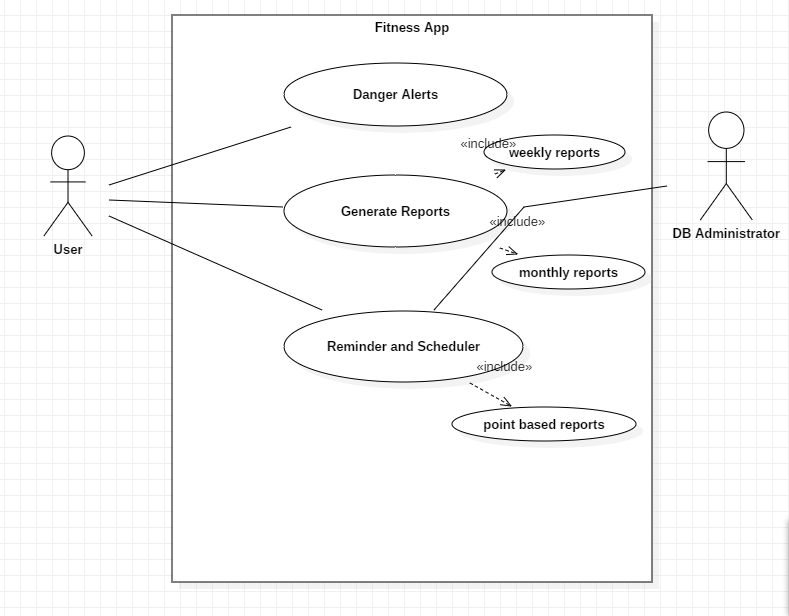 Fitness App
Danger Alerts
«include»
weekly reports
Generate Reports
«include»
User
DB Administrator
monthly reports
Reminder and Scheduler
«include»
point based reports